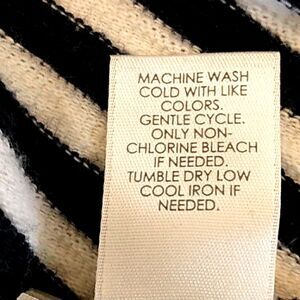 MACHINE WASH
COLD WITH LIKE
COLORS.
GENTLE CYCLE.
ONLY NON-
CHLORINE BLEACH
IF NEEDED.
TUMBLE DRY LOW
COOL IRON IF
NEEDED.